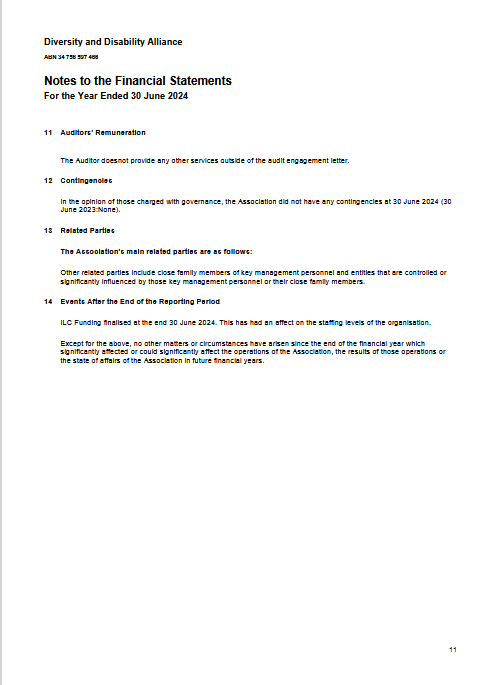 Diversity and Disability Alliance
ABN 34 756 597 466
Notes to the Financial Statements
For the Year Ended 30 June 2024
11 Auditors' Remuneration
The Auditor doesnot provide any other services outside of the audit engagement letter.
12 Contingencies
In the opinion of those charged with governance, the Association did not have any contingencies at 30 June 2024 (30
June 2023:None).
13 Related Parties
The Association's main related parties are as follows:
Other related parties include close family members of key management personnel and entities that are controlled or
significantly influenced by those key management personnel or their close family members.
14 Events After the End of the Reporting Period
ILC Funding finalised at the end 30 June 2024. This has had an affect on the staffing levels of the organisation.
Except for the above, no other matters or circumstances have arisen since the end of the financial year which
significantly affected or could significantly affect the operations of the Association, the results of those operations or
the state of affairs of the Association in future financial years.
11